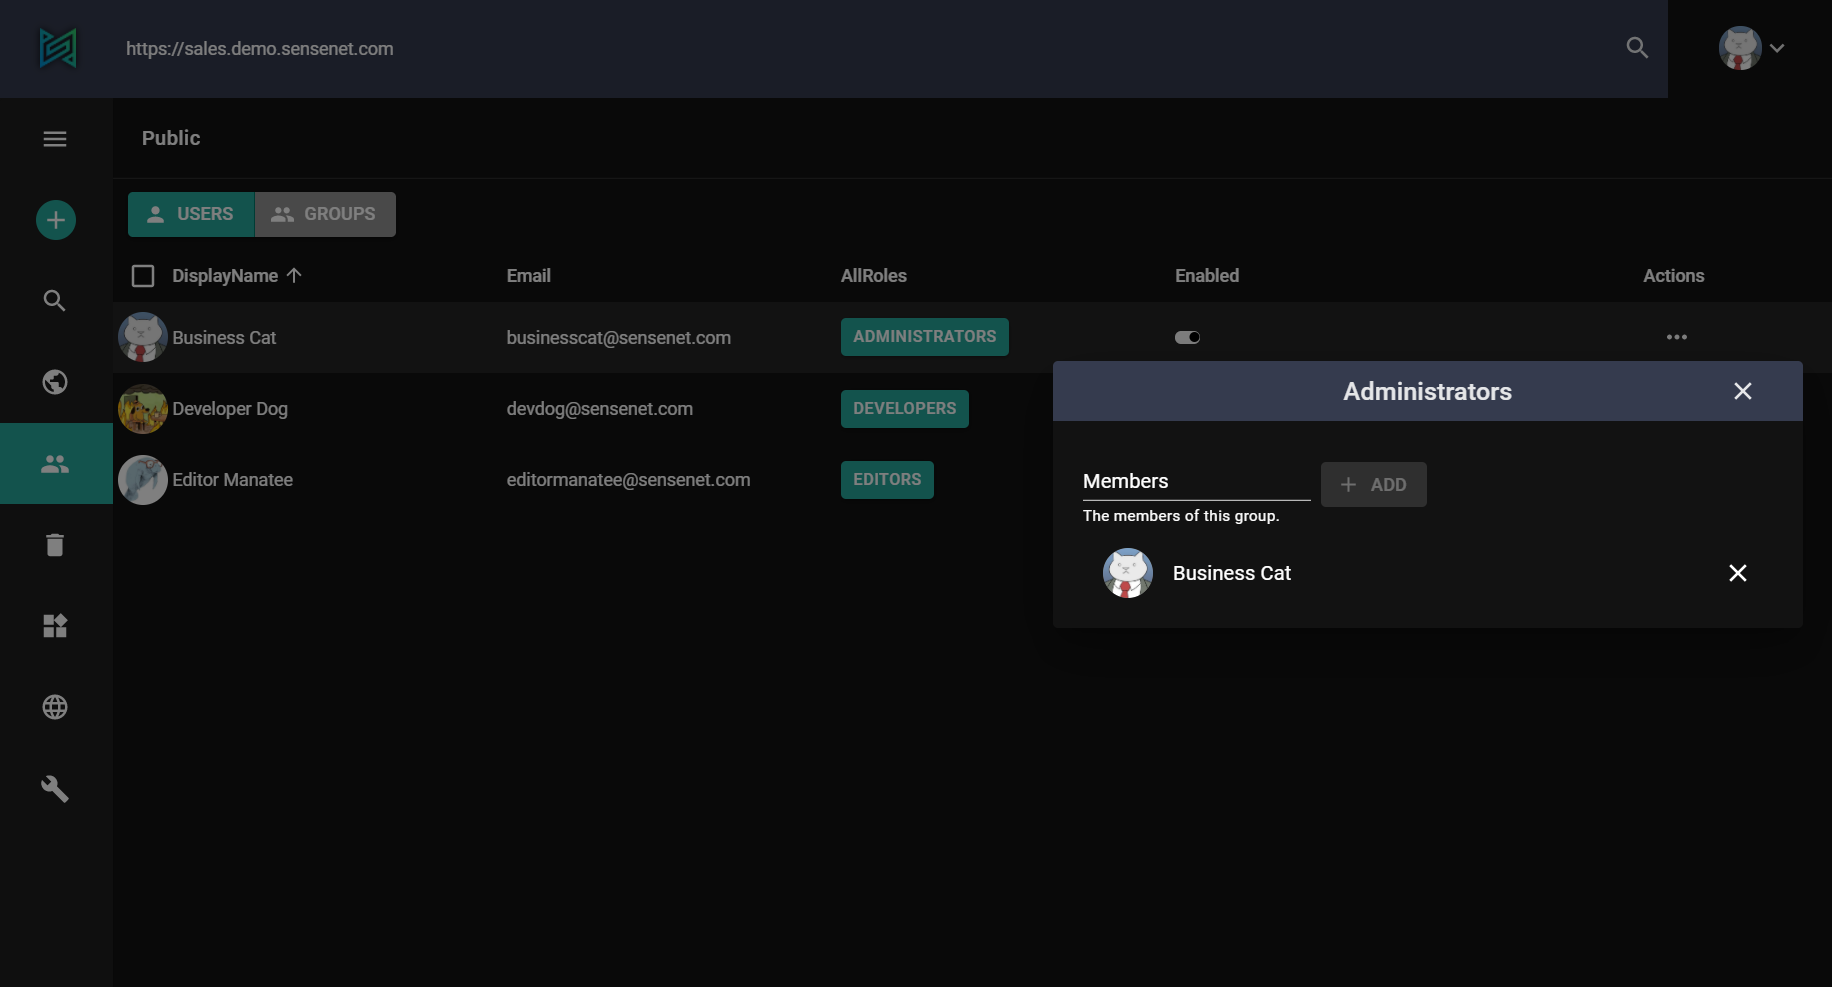 https://sales.demo.sensenet.com
Public
USERS GROUPS
DisplayName Email AllRoles Enabled Actions
Business Cat businesscat@sensenet.com ADMINISTRATORS
Developer Dog devdog@sensenet.com DEVELOPERS
Editor Manatee editormanatee@sensenet.com EDITORS
Administrators
Members
ADD
The members of this group.
Business Cat